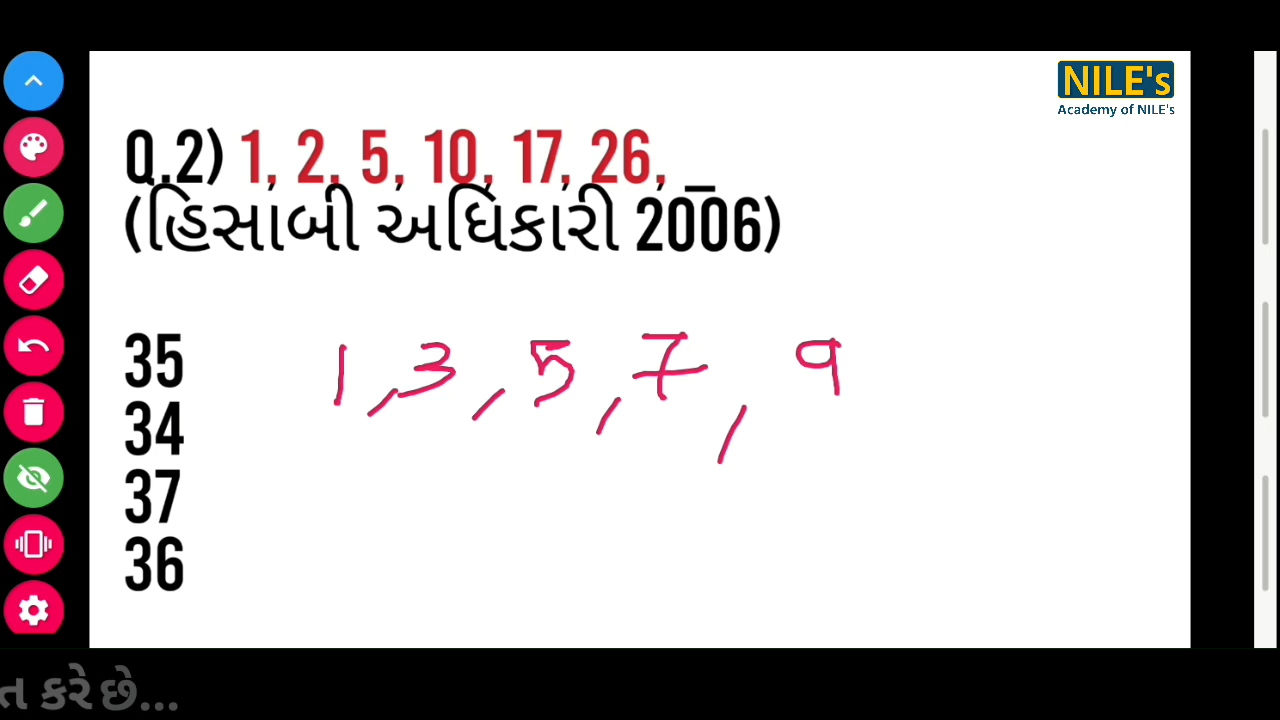 NILE's
Academy of NILE's
Q.2) 1, 2, 5, 10, 17, 26, _
(હિસાબી અધિકારી 2006)
35
34
37
36
1, 3, 5, 7, 9
ત કરે છે...